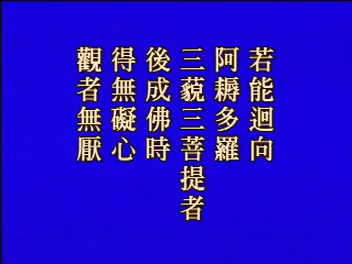 若能迴向
阿耨多羅
三藐三菩提者
後成佛時
得無礙心
觀者無厭